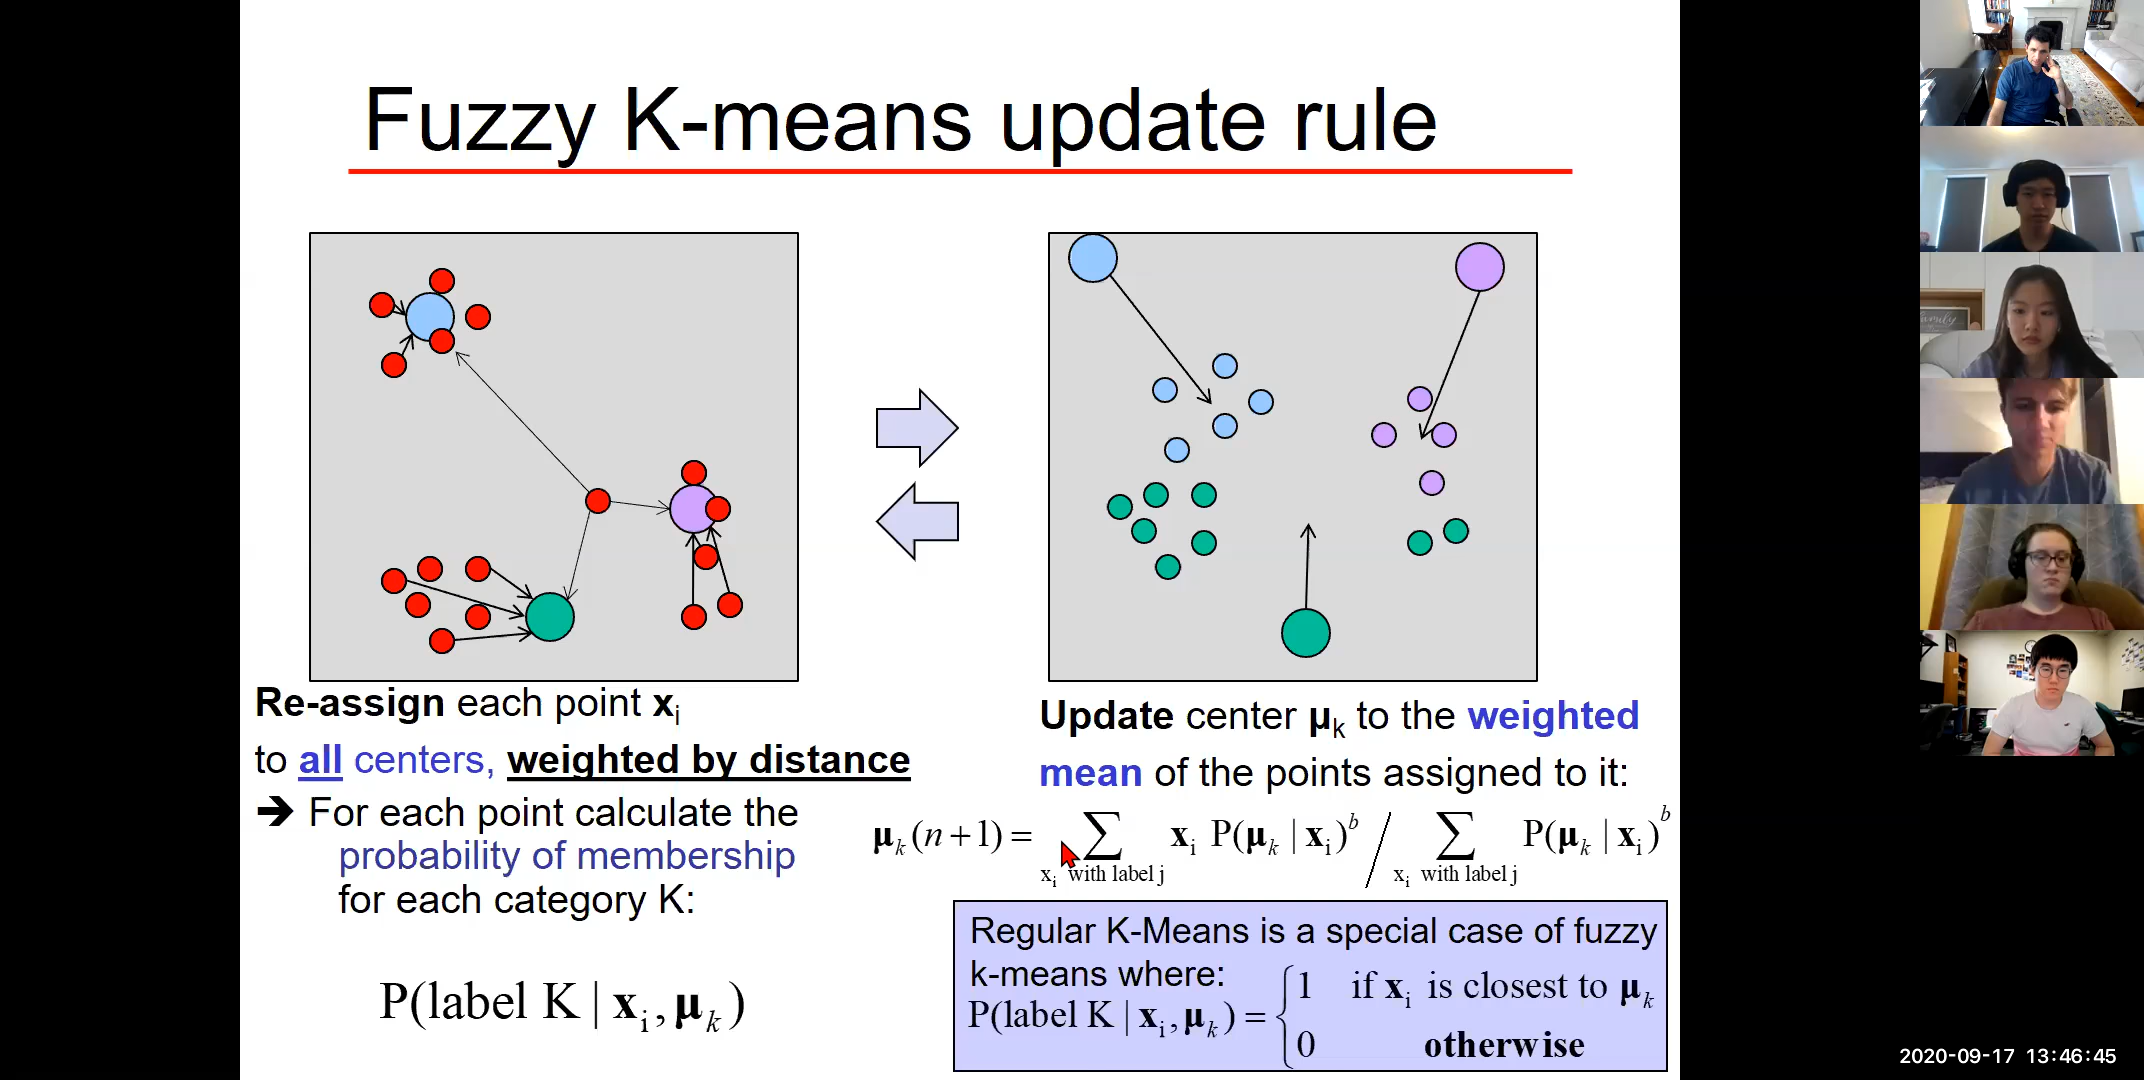 Fuzzy K-means update rule
Re-assign each point xᵢ
to all centers, weighted by distance
➔ For each point calculate the
probability of membership
for each category K:
P(label K | xᵢ, μₖ)
Update center μₖ to the weighted
mean of the points assigned to it:
μₖ(n+1) = ∑ xᵢ P(μₖ | xᵢ)ᵇ / ∑ P(μₖ | xᵢ)ᵇ
xᵢ with label j xᵢ with label j
Regular K-Means is a special case of fuzzy
k-means where:
P(label K | xᵢ, μₖ) = { 1 if xᵢ is closest to μₖ
0 otherwise
family
2020-09-17 13:46:45